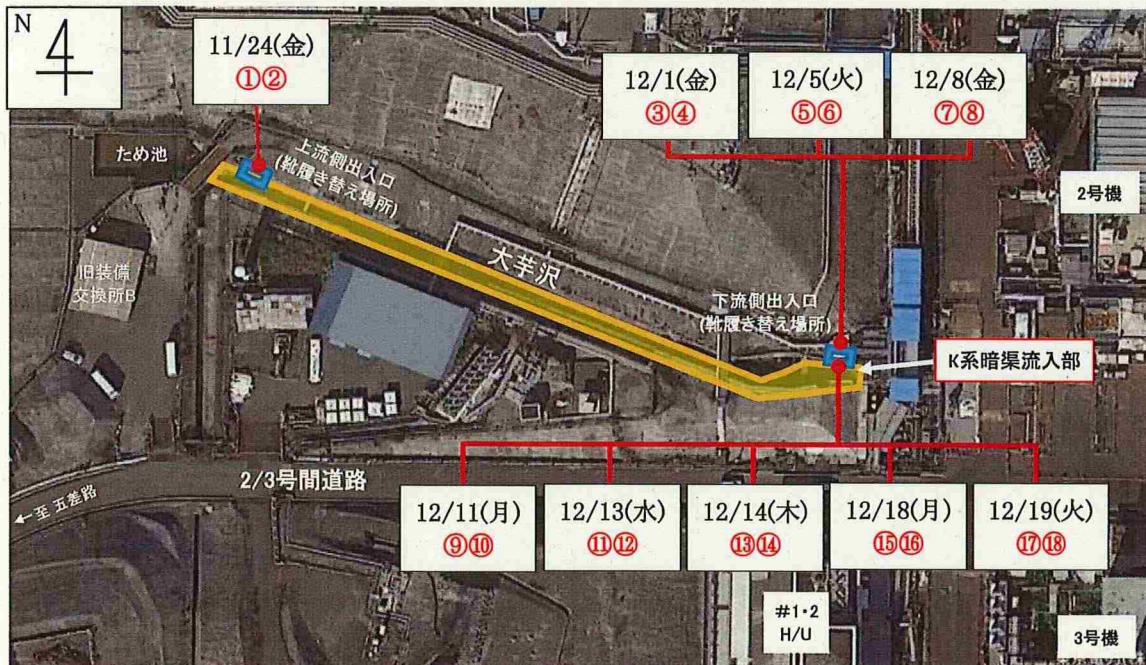 N
11/24(金)
①②
12/1(金)
③④
12/5(火)
⑤⑥
12/8(金)
⑦⑧
ため池
上流側出入口
(靴履き替え場所)
2号機
旧装備
交換所B
大芋沢
下流側出入口
(靴履き替え場所)
K系暗渠流入部
2/3号間道路
←至 五差路
12/11(月)
⑨⑩
12/13(水)
⑪⑫
12/14(木)
⑬⑭
12/18(月)
⑮⑯
12/19(火)
⑰⑱
#1・2
H/U
3号機